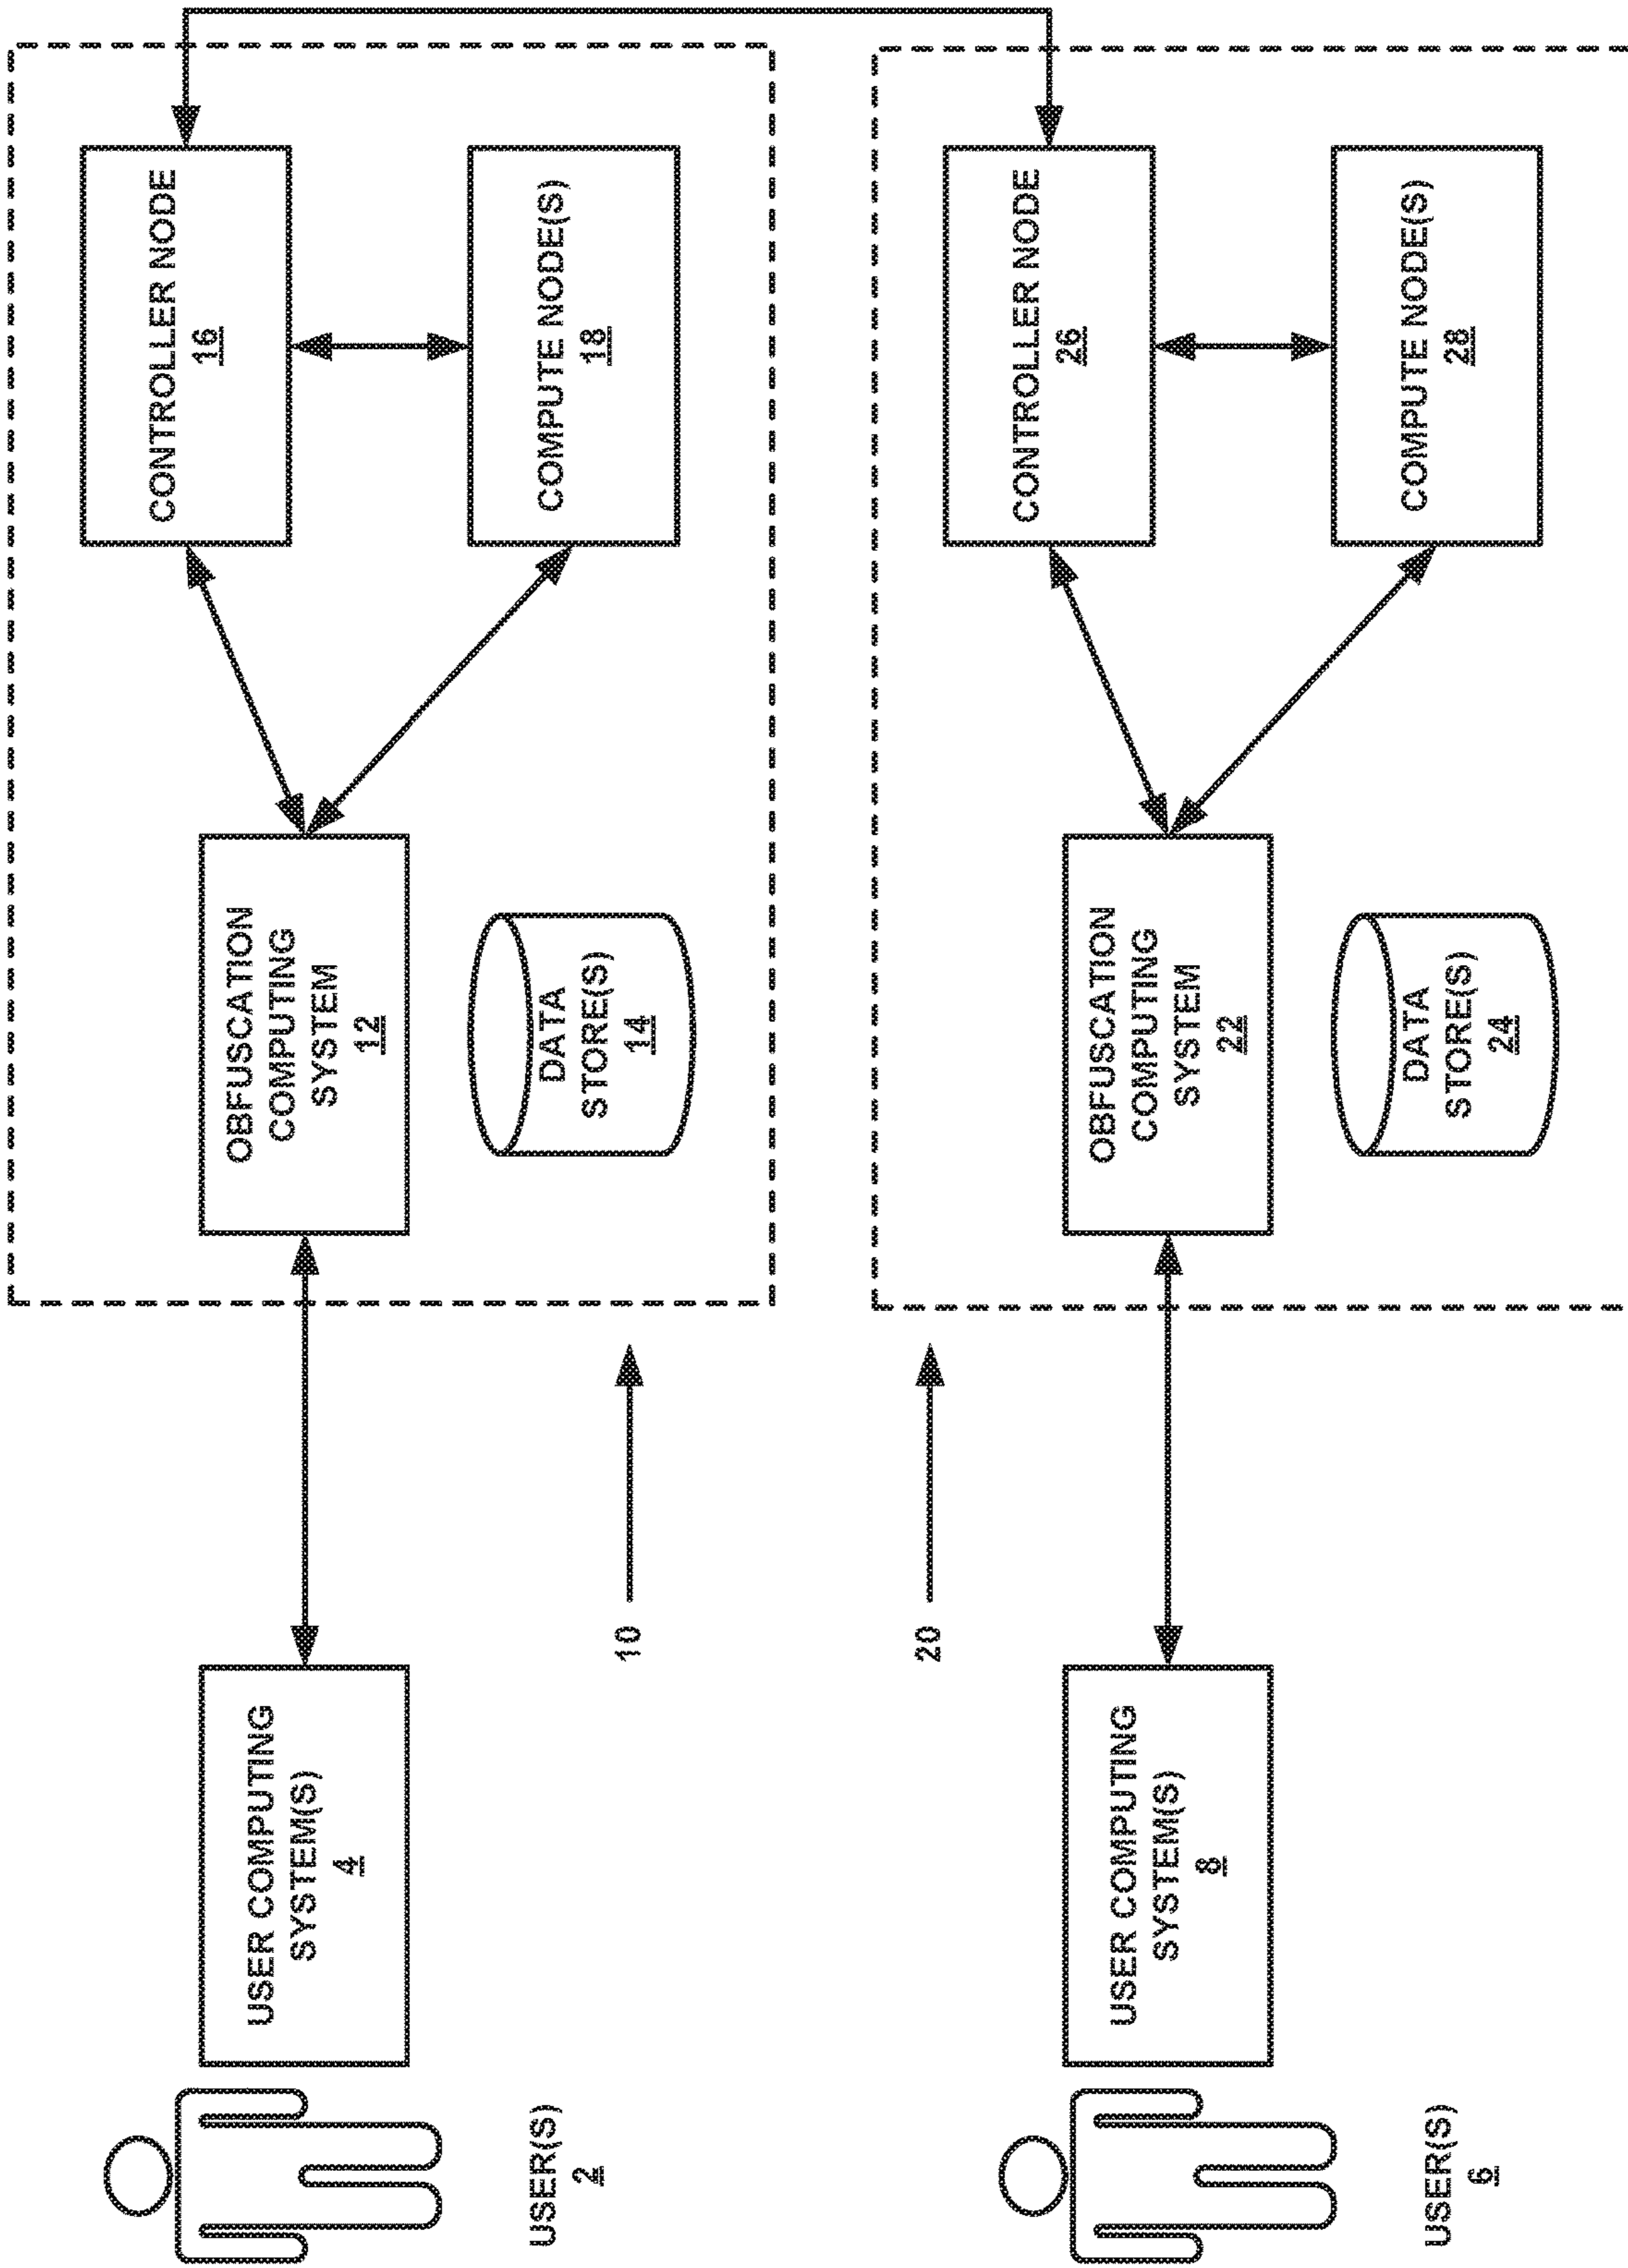 USER(S)
2
USER COMPUTING
SYSTEM(S)
4
10
OBFUSCATION
COMPUTING
SYSTEM
12
DATA
STORE(S)
14
CONTROLLER NODE
16
COMPUTE NODE(S)
18
USER(S)
6
USER COMPUTING
SYSTEM(S)
8
20
OBFUSCATION
COMPUTING
SYSTEM
22
DATA
STORE(S)
24
CONTROLLER NODE
26
COMPUTE NODE(S)
28